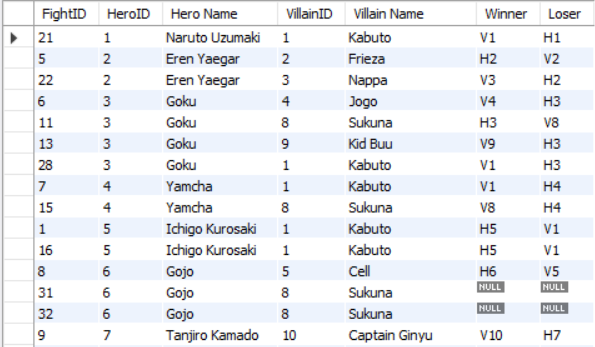 FightID HeroID Hero Name VillainID Villain Name Winner Loser
21 1 Naruto Uzumaki 1 Kabuto V1 H1
5 2 Eren Yaegar 2 Frieza H2 V2
22 2 Eren Yaegar 3 Nappa V3 H2
6 3 Goku 4 Jogo V4 H3
11 3 Goku 8 Sukuna H3 V8
13 3 Goku 9 Kid Buu V9 H3
28 3 Goku 1 Kabuto V1 H3
7 4 Yamcha 1 Kabuto V1 H4
15 4 Yamcha 8 Sukuna V8 H4
1 5 Ichigo Kurosaki 1 Kabuto H5 V1
16 5 Ichigo Kurosaki 1 Kabuto H5 V1
8 6 Gojo 5 Cell H6 V5
31 6 Gojo 8 Sukuna NULL NULL
32 6 Gojo 8 Sukuna NULL NULL
9 7 Tanjiro Kamado 10 Captain Ginyu V10 H7